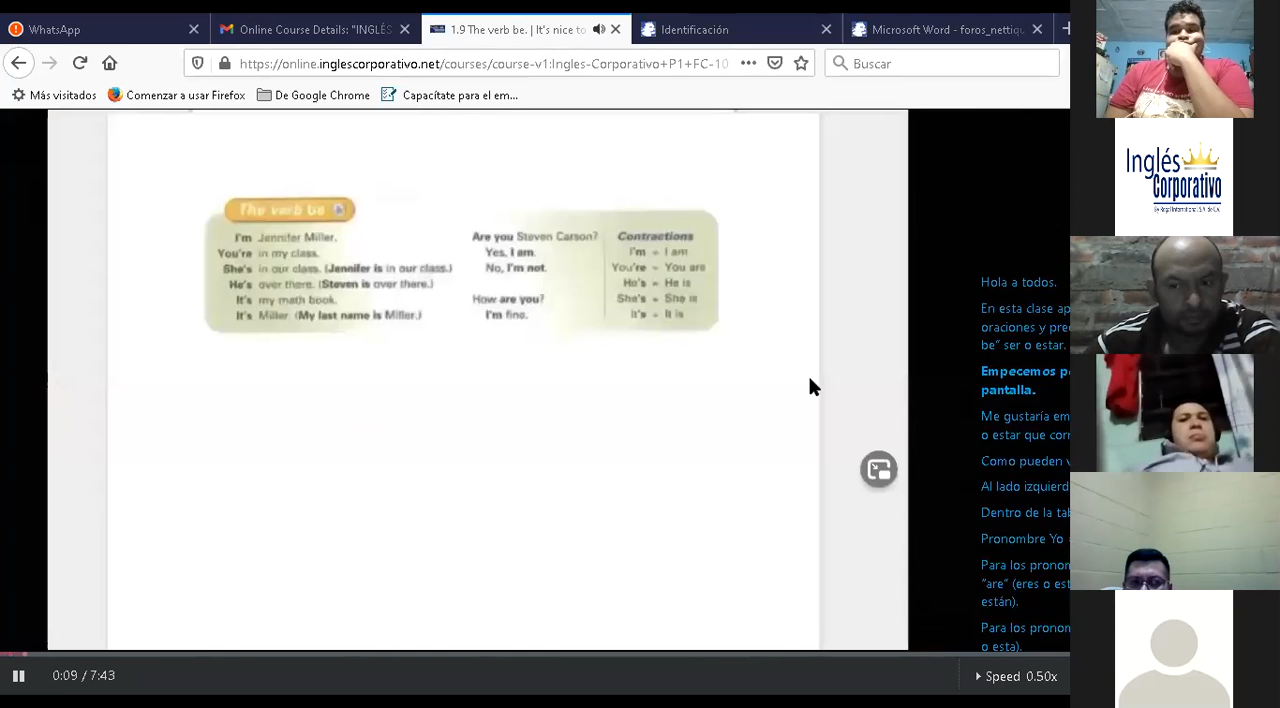 WhatsApp
Online Course Details: "INGLÉS
1.9 The verb be. | It's nice to
Identificación
Microsoft Word - foros_nettiqu
https://online.inglescorporativo.net/courses/course-v1:Ingles-Corporativo+P1+FC-10
Buscar
Más visitados
Comenzar a usar Firefox
De Google Chrome
Capacítate para el em...
The verb be
I'm Jennifer Miller.
You're in my class.
She's in our class. (Jennifer is in our class.)
He's over there. (Steven is over there.)
It's my math book.
It's Miller. (My last name is Miller.)
Are you Steven Carson?
Yes, I am.
No, I'm not.
How are you?
I'm fine.
Contractions
I'm = I am
You're = You are
He's = He is
She's = She is
It's = It is
Hola a todos.
En esta clase ap
oraciones y pre
be" ser o estar.
Empecemos p
pantalla.
Me gustaría em
o estar que cor
Como pueden v
Al lado izquierd
Dentro de la ta
Pronombre Yo
Para los pronom
"are" (eres o est
están).
Para los pronom
o esta).
0:09 / 7:43
Speed 0.50x
Inglés
Corporativo